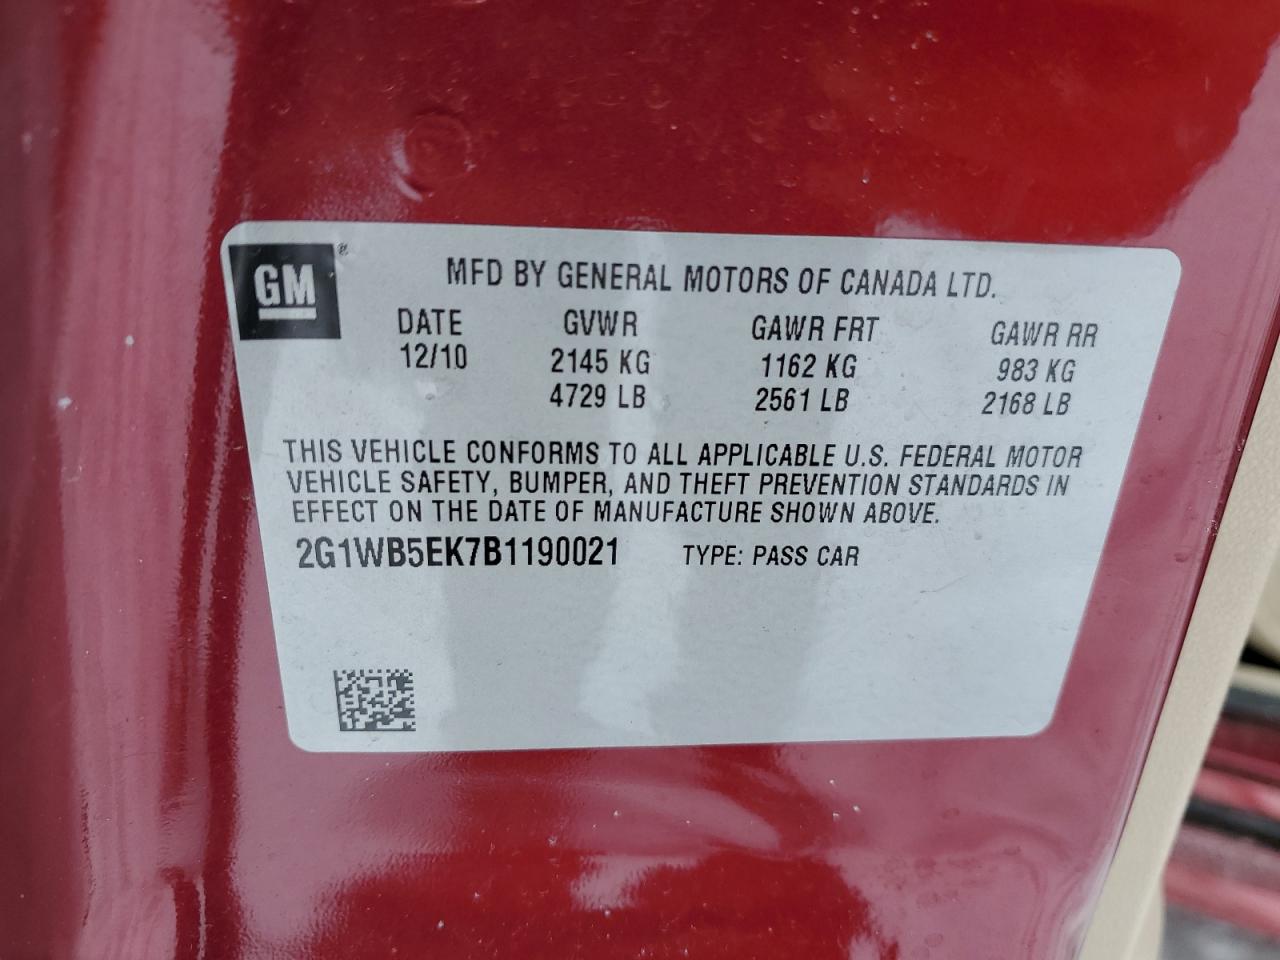 GM ®
MFD BY GENERAL MOTORS OF CANADA LTD.
DATE GVWR GAWR FRT GAWR RR
12/10 2145 KG 1162 KG 983 KG
4729 LB 2561 LB 2168 LB
THIS VEHICLE CONFORMS TO ALL APPLICABLE U.S. FEDERAL MOTOR
VEHICLE SAFETY, BUMPER, AND THEFT PREVENTION STANDARDS IN
EFFECT ON THE DATE OF MANUFACTURE SHOWN ABOVE.
2G1WB5EK7B1190021 TYPE: PASS CAR